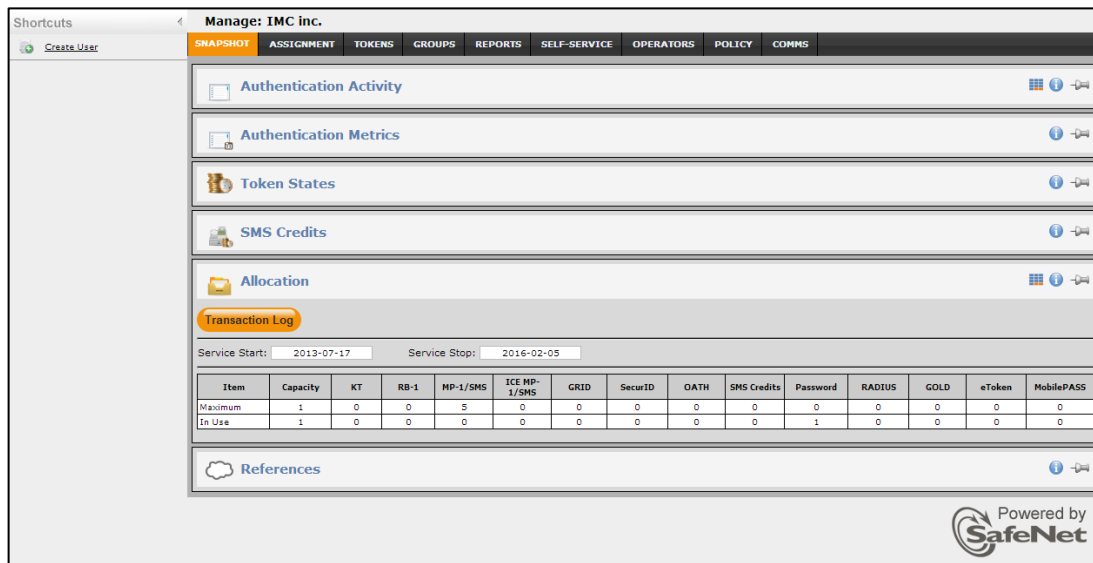 Shortcuts
Create User
Manage: IMC inc.
SNAPSHOT ASSIGNMENT TOKENS GROUPS REPORTS SELF-SERVICE OPERATORS POLICY COMMS
Authentication Activity
Authentication Metrics
Token States
SMS Credits
Allocation
Transaction Log
Service Start: 2013-07-17 Service Stop: 2016-02-05
Item Capacity KT RB-1 MP-1/SMS ICE MP-1/SMS GRID SecurID OATH SMS Credits Password RADIUS GOLD eToken MobilePASS
Maximum 1 0 0 5 0 0 0 0 0 0 0 0 0 0
In Use 1 0 0 0 0 0 0 0 0 1 0 0 0 0
References
Powered by
SafeNet